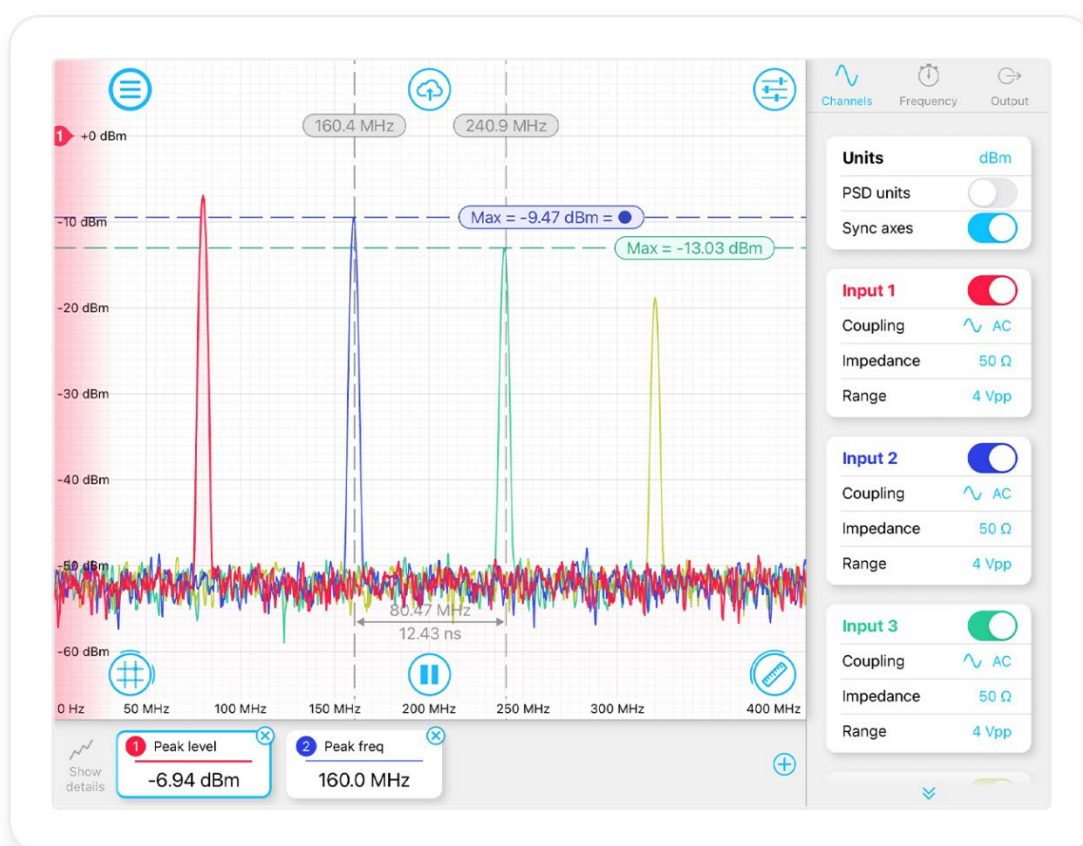 Channels
Frequency
Output
160.4 MHz
240.9 MHz
1
+0 dBm
Units dBm
PSD units
Sync axes
-10 dBm
Max = -9.47 dBm =
Max = -13.03 dBm
Input 1
Coupling AC
Impedance 50 Ω
Range 4 Vpp
-20 dBm
-30 dBm
-40 dBm
-50 dBm
-60 dBm
Input 2
Coupling AC
Impedance 50 Ω
Range 4 Vpp
80.47 MHz
12.43 ns
Input 3
Coupling AC
Impedance 50 Ω
Range 4 Vpp
0 Hz 50 MHz 100 MHz 150 MHz 200 MHz 250 MHz 300 MHz 400 MHz
Show
details
1 Peak level
-6.94 dBm
2 Peak freq
160.0 MHz